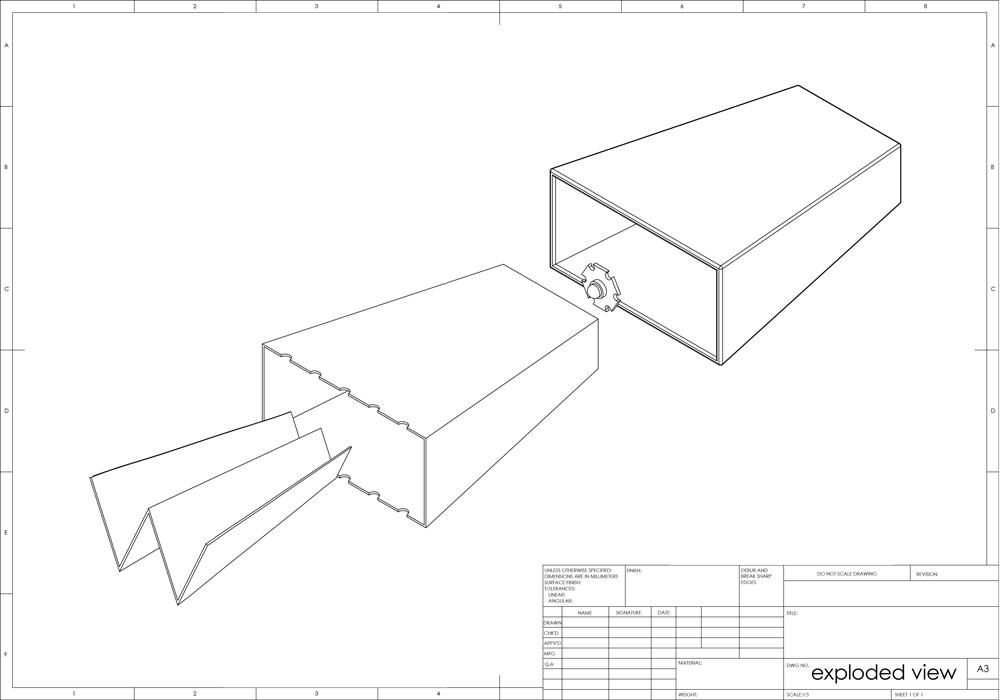 1 2 3 4 5 6 7 8
A A
B B
C C
D D
E
F
1 2 3 4
UNLESS OTHERWISE SPECIFIED:
DIMENSIONS ARE IN MILLIMETERS
SURFACE FINISH:
TOLERANCES:
LINEAR:
ANGULAR:
FINISH:
DEBUR AND
BREAK SHARP
EDGES
DO NOT SCALE DRAWING
REVISION
NAME SIGNATURE DATE
TITLE:
DRAWN
CHK'D
APPV'D
MFG
Q.A
MATERIAL:
DWG NO.
exploded view
A3
WEIGHT:
SCALE:1:5
SHEET 1 OF 1